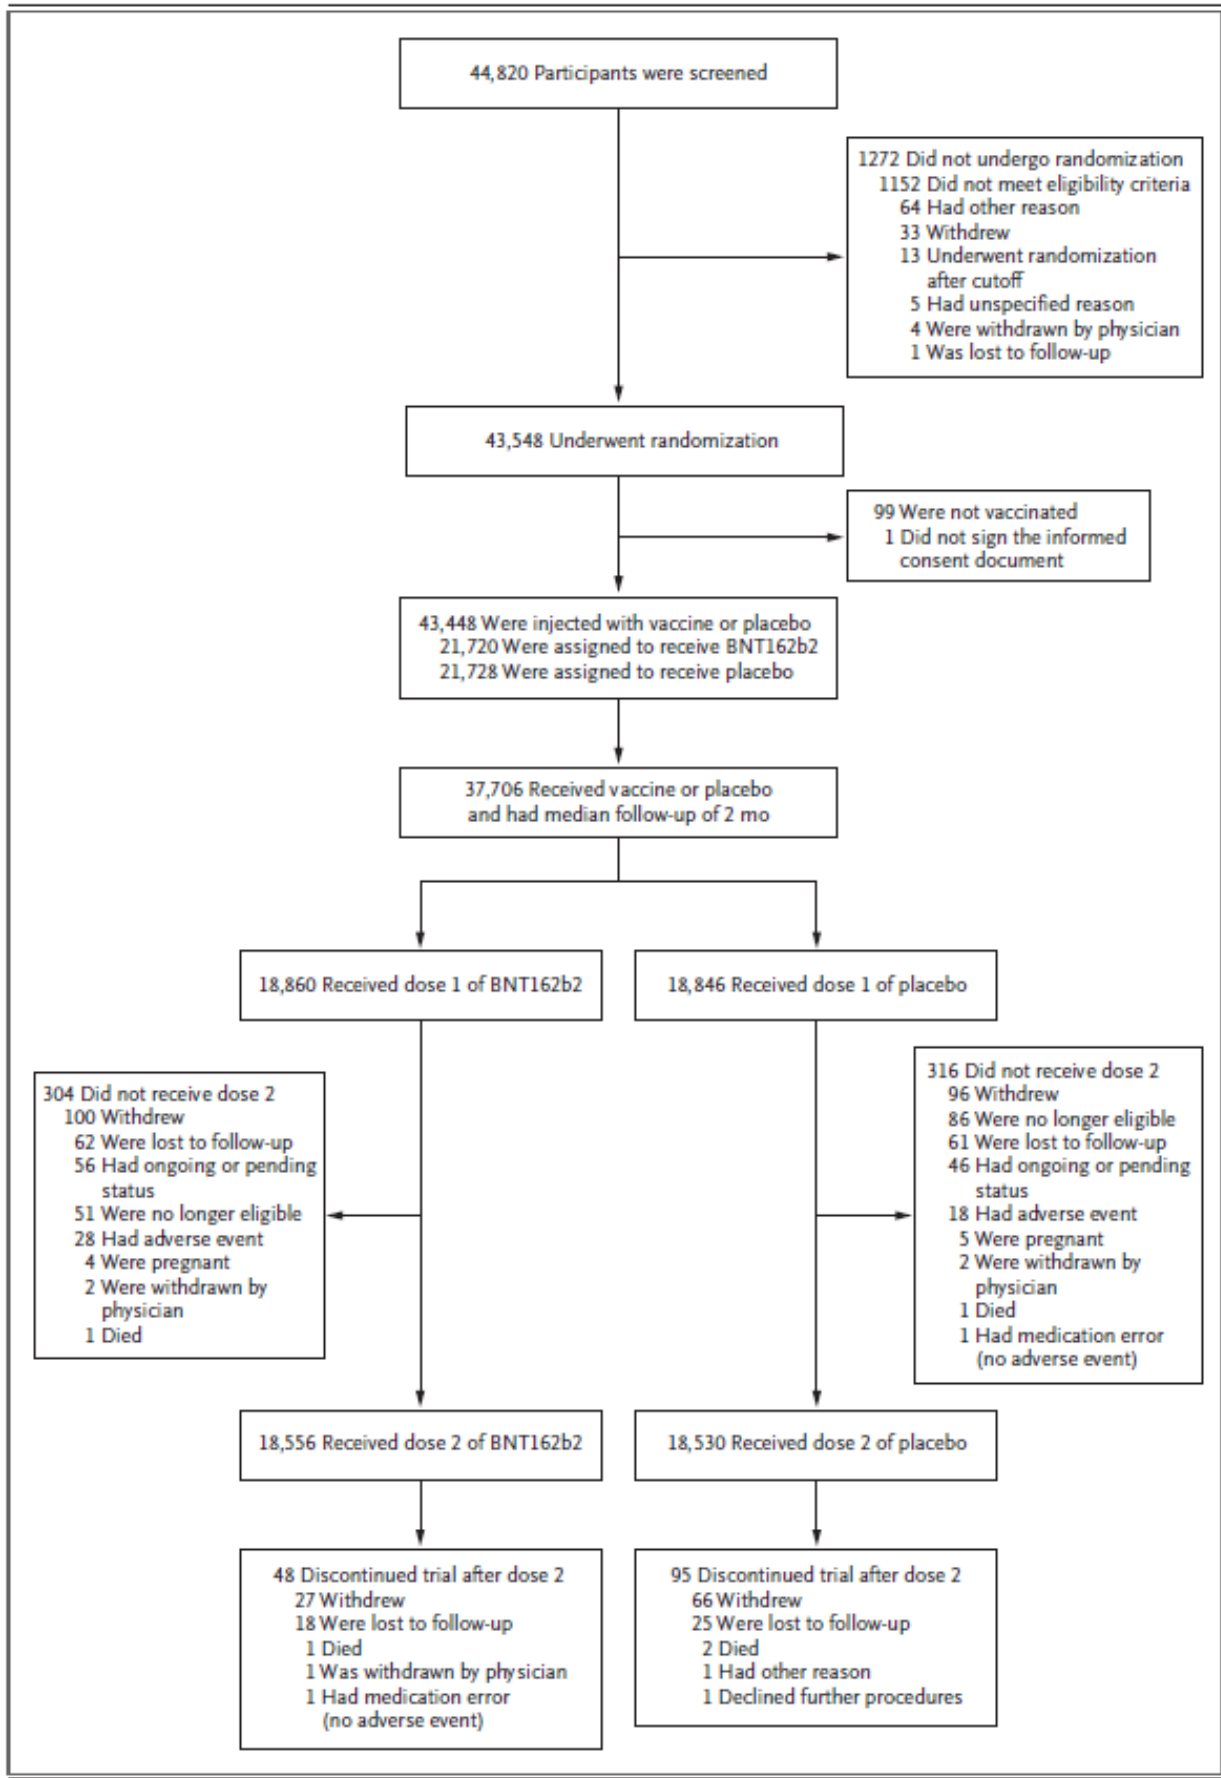 44,820 Participants were screened
1272 Did not undergo randomization
1152 Did not meet eligibility criteria
64 Had other reason
33 Withdrew
13 Underwent randomization
after cutoff
5 Had unspecified reason
4 Were withdrawn by physician
1 Was lost to follow-up
43,548 Underwent randomization
99 Were not vaccinated
1 Did not sign the informed
consent document
43,448 Were injected with vaccine or placebo
21,720 Were assigned to receive BNT162b2
21,728 Were assigned to receive placebo
37,706 Received vaccine or placebo
and had median follow-up of 2 mo
18,860 Received dose 1 of BNT162b2
18,846 Received dose 1 of placebo
304 Did not receive dose 2
100 Withdrew
62 Were lost to follow-up
56 Had ongoing or pending
status
51 Were no longer eligible
28 Had adverse event
4 Were pregnant
2 Were withdrawn by
physician
1 Died
316 Did not receive dose 2
96 Withdrew
86 Were no longer eligible
61 Were lost to follow-up
46 Had ongoing or pending
status
18 Had adverse event
5 Were pregnant
2 Were withdrawn by
physician
1 Died
1 Had medication error
(no adverse event)
18,556 Received dose 2 of BNT162b2
18,530 Received dose 2 of placebo
48 Discontinued trial after dose 2
27 Withdrew
18 Were lost to follow-up
1 Died
1 Was withdrawn by physician
1 Had medication error
(no adverse event)
95 Discontinued trial after dose 2
66 Withdrew
25 Were lost to follow-up
2 Died
1 Had other reason
1 Declined further procedures